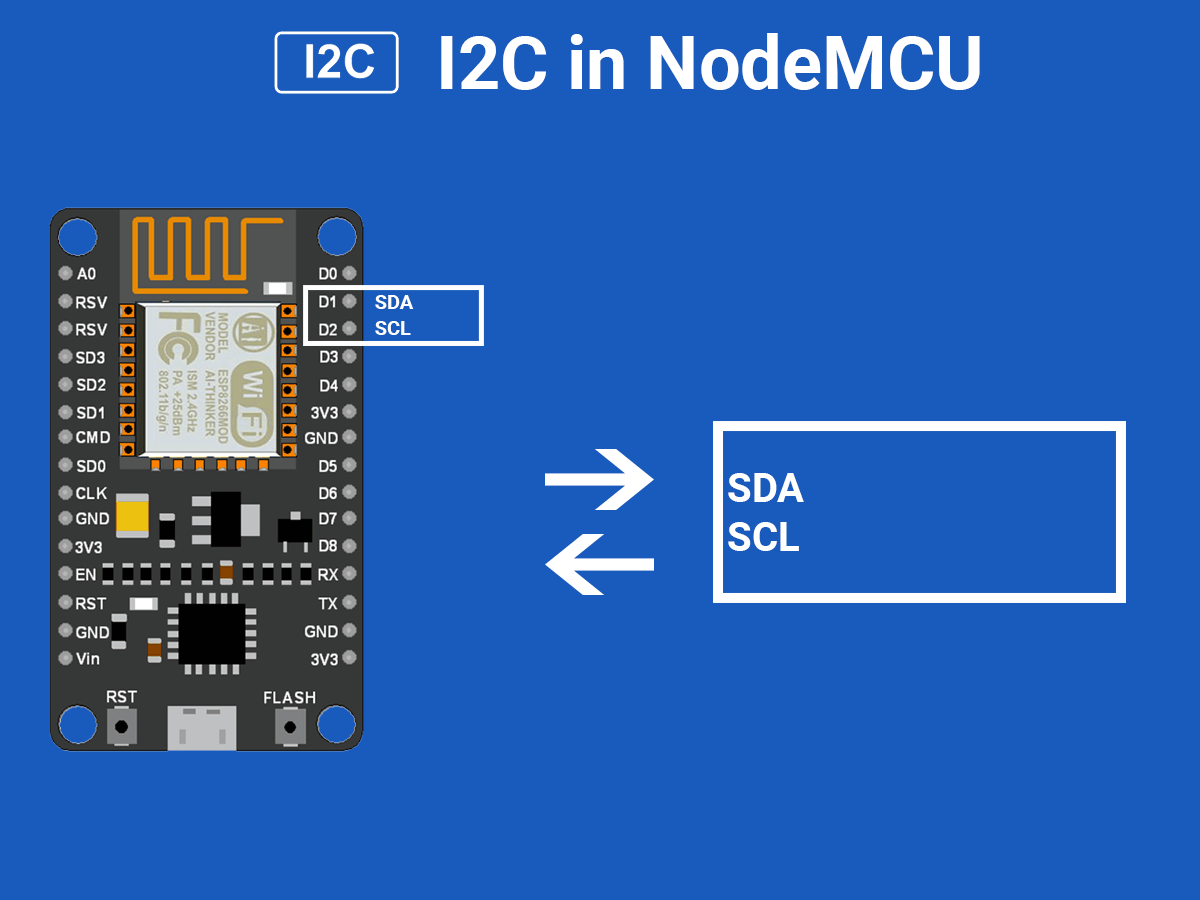 I2C
I2C in NodeMCU
A0
RSV
RSV
SD3
SD2
SD1
CMD
SD0
CLK
GND
3V3
EN
RST
GND
Vin
MODEL ESP8266MOD
VENDOR AI-THINKER
ISM 2.4GHz
PA +25dBm
802.11b/g/n
FC
Ai
Wi Fi
D0
D1 SDA
D2 SCL
D3
D4
3V3
GND
D5
D6
D7
D8
RX
TX
GND
3V3
RST
FLASH
SDA
SCL